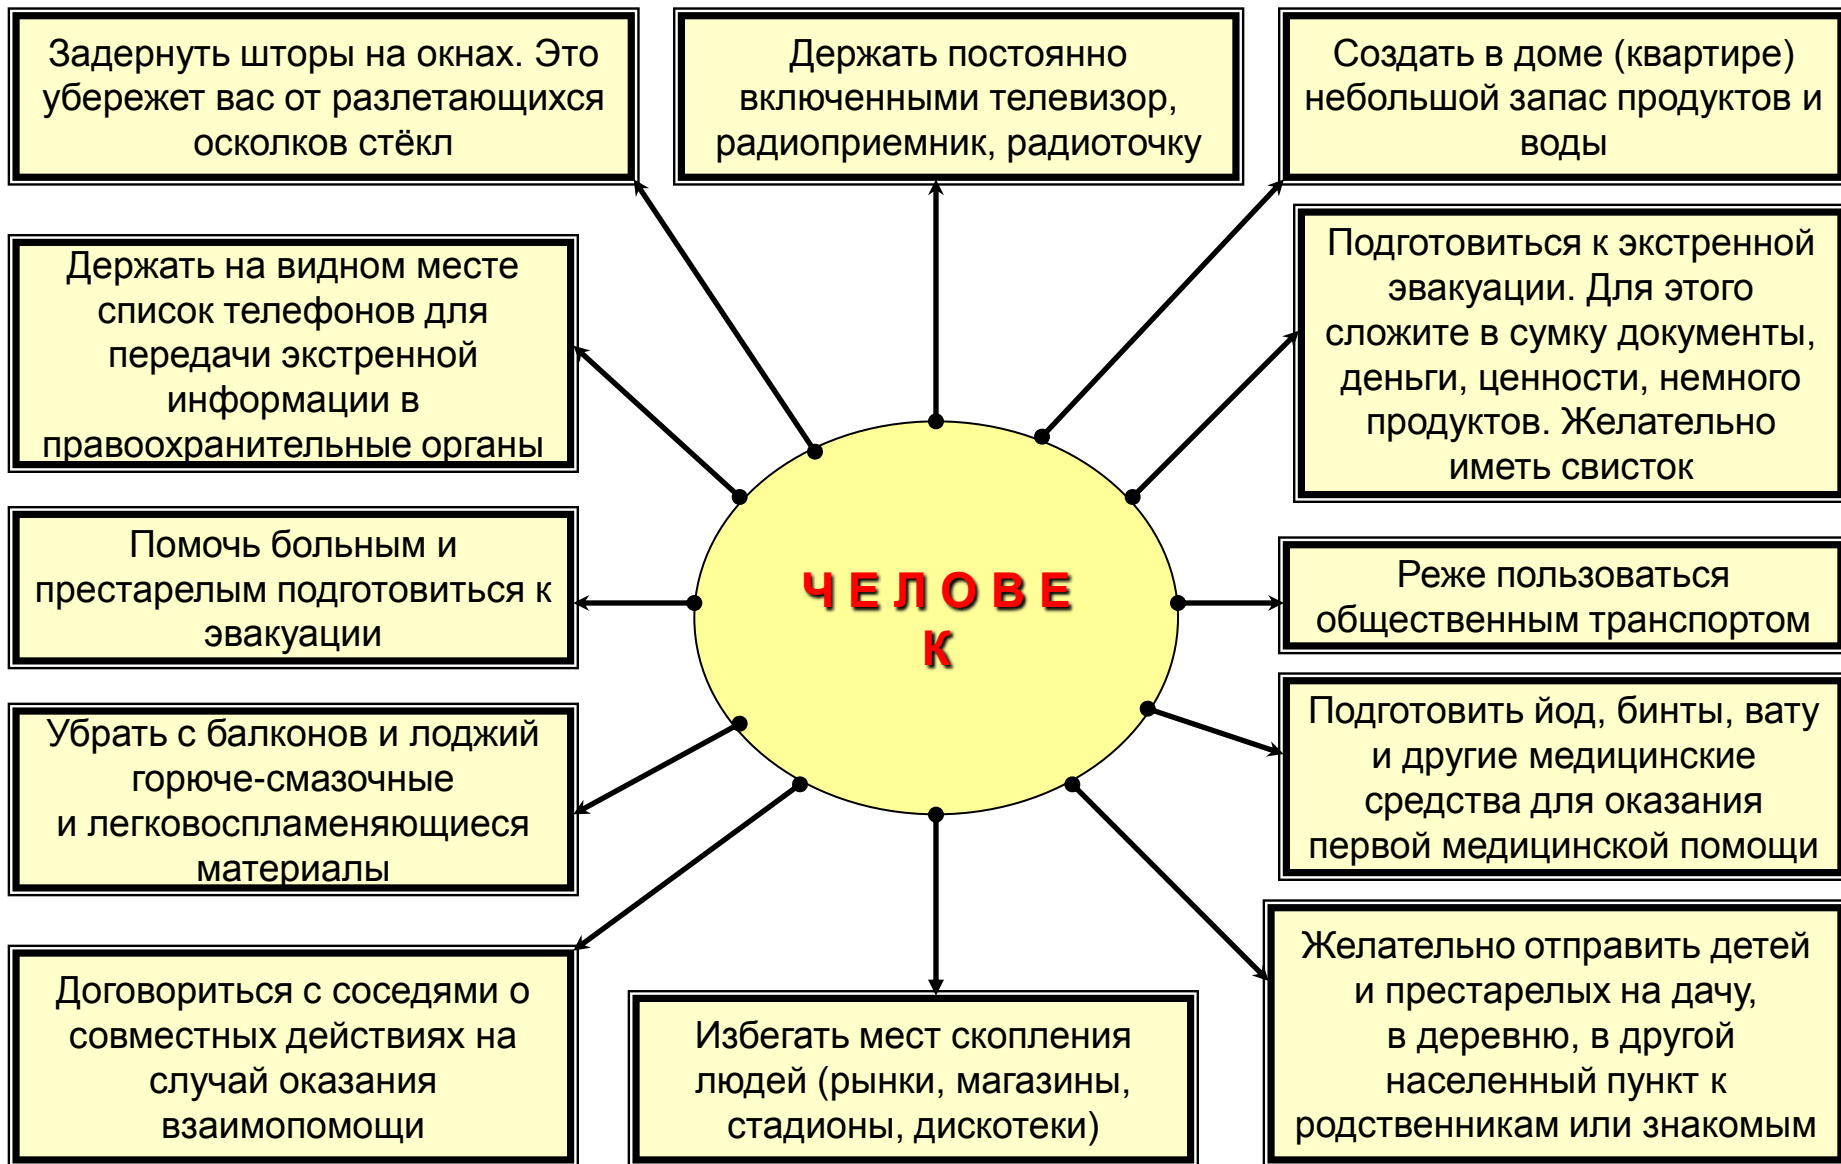 Задернуть шторы на окнах. Это
убережет вас от разлетающихся
осколков стёкл
Держать постоянно
включенными телевизор,
радиоприемник, радиоточку
Создать в доме (квартире)
небольшой запас продуктов и
воды
Держать на видном месте
список телефонов для
передачи экстренной
информации в
правоохранительные органы
Подготовиться к экстренной
эвакуации. Для этого
сложите в сумку документы,
деньги, ценности, немного
продуктов. Желательно
иметь свисток
Помочь больным и
престарелым подготовиться к
эвакуации
Ч Е Л О В Е
К
Реже пользоваться
общественным транспортом
Убрать с балконов и лоджий
горюче-смазочные
и легковоспламеняющиеся
материалы
Подготовить йод, бинты, вату
и другие медицинские
средства для оказания
первой медицинской помощи
Договориться с соседями о
совместных действиях на
случай оказания
взаимопомощи
Избегать мест скопления
людей (рынки, магазины,
стадионы, дискотеки)
Желательно отправить детей
и престарелых на дачу,
в деревню, в другой
населенный пункт к
родственникам или знакомым